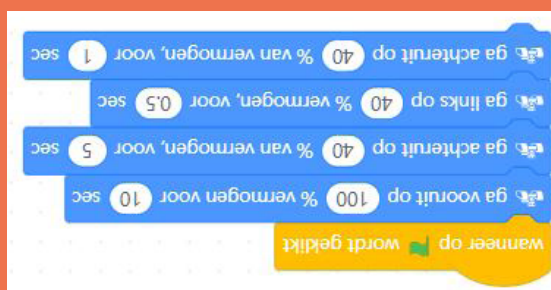 wanneer op wordt geklikt
ga vooruit op 100 % vermogen voor 10 sec
ga achteruit op 40 % van vermogen, voor 5 sec
ga links op 40 % vermogen, voor 0.5 sec
ga achteruit op 40 % van vermogen, voor 1 sec